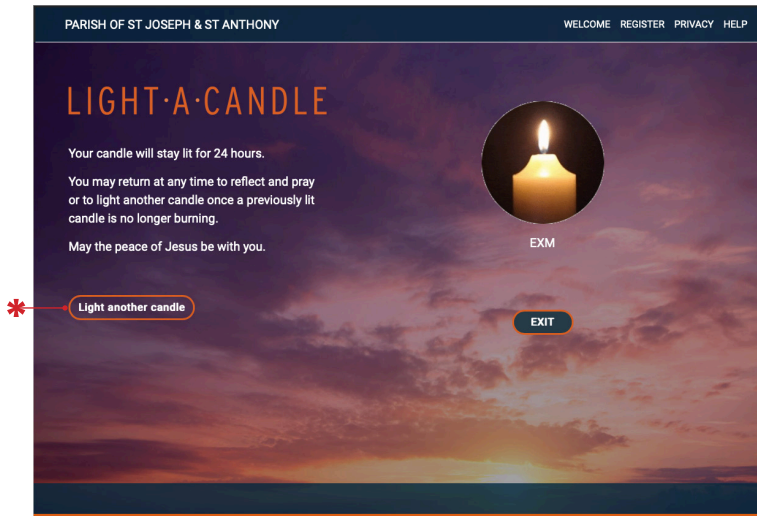 PARISH OF ST JOSEPH & ST ANTHONY
WELCOME REGISTER PRIVACY HELP
LIGHT·A·CANDLE
Your candle will stay lit for 24 hours.
You may return at any time to reflect and pray
or to light another candle once a previously lit
candle is no longer burning.
May the peace of Jesus be with you.
EXM
* Light another candle
EXIT